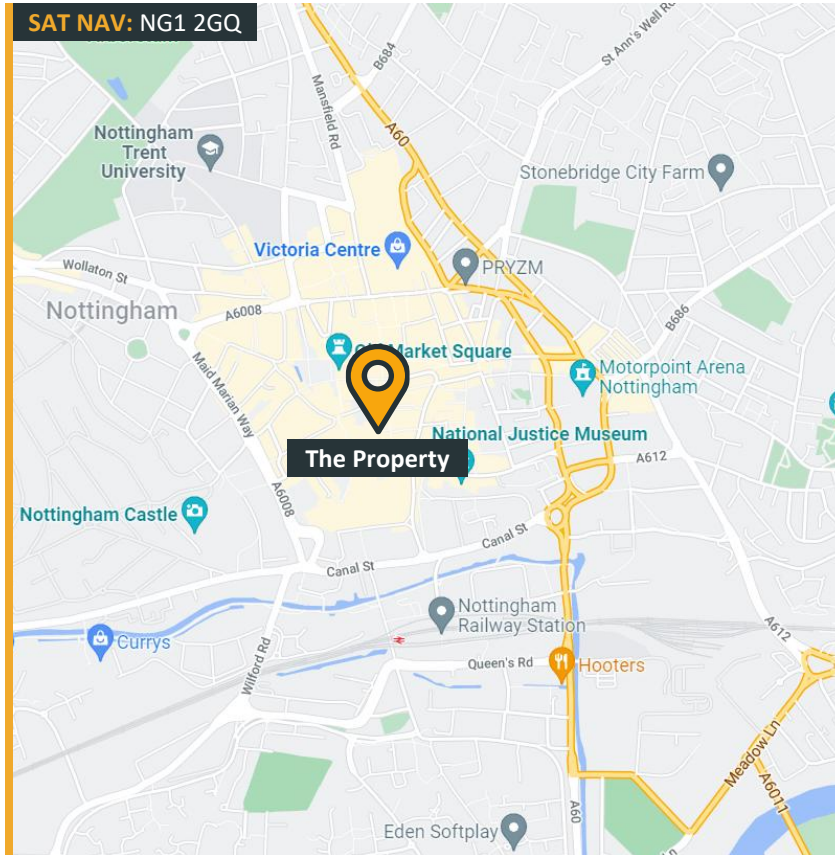 SAT NAV: NG1 2GQ
St Ann's Well Rd
B684
Mansfield Rd
A60
Nottingham
Trent
University
Stonebridge City Farm
Victoria Centre
PRYZM
Wollaton St
Nottingham
A6008
B686
Market Square
Motorpoint Arena
Nottingham
Maid Marian Way
National Justice Museum
The Property
A612
A6008
Nottingham Castle
Canal St
Canal St
Nottingham
Railway Station
Currys
A612
Wilford Rd
Queen's Rd
Hooters
Meadow Ln
A6011
A60
Eden Softplay
Ln